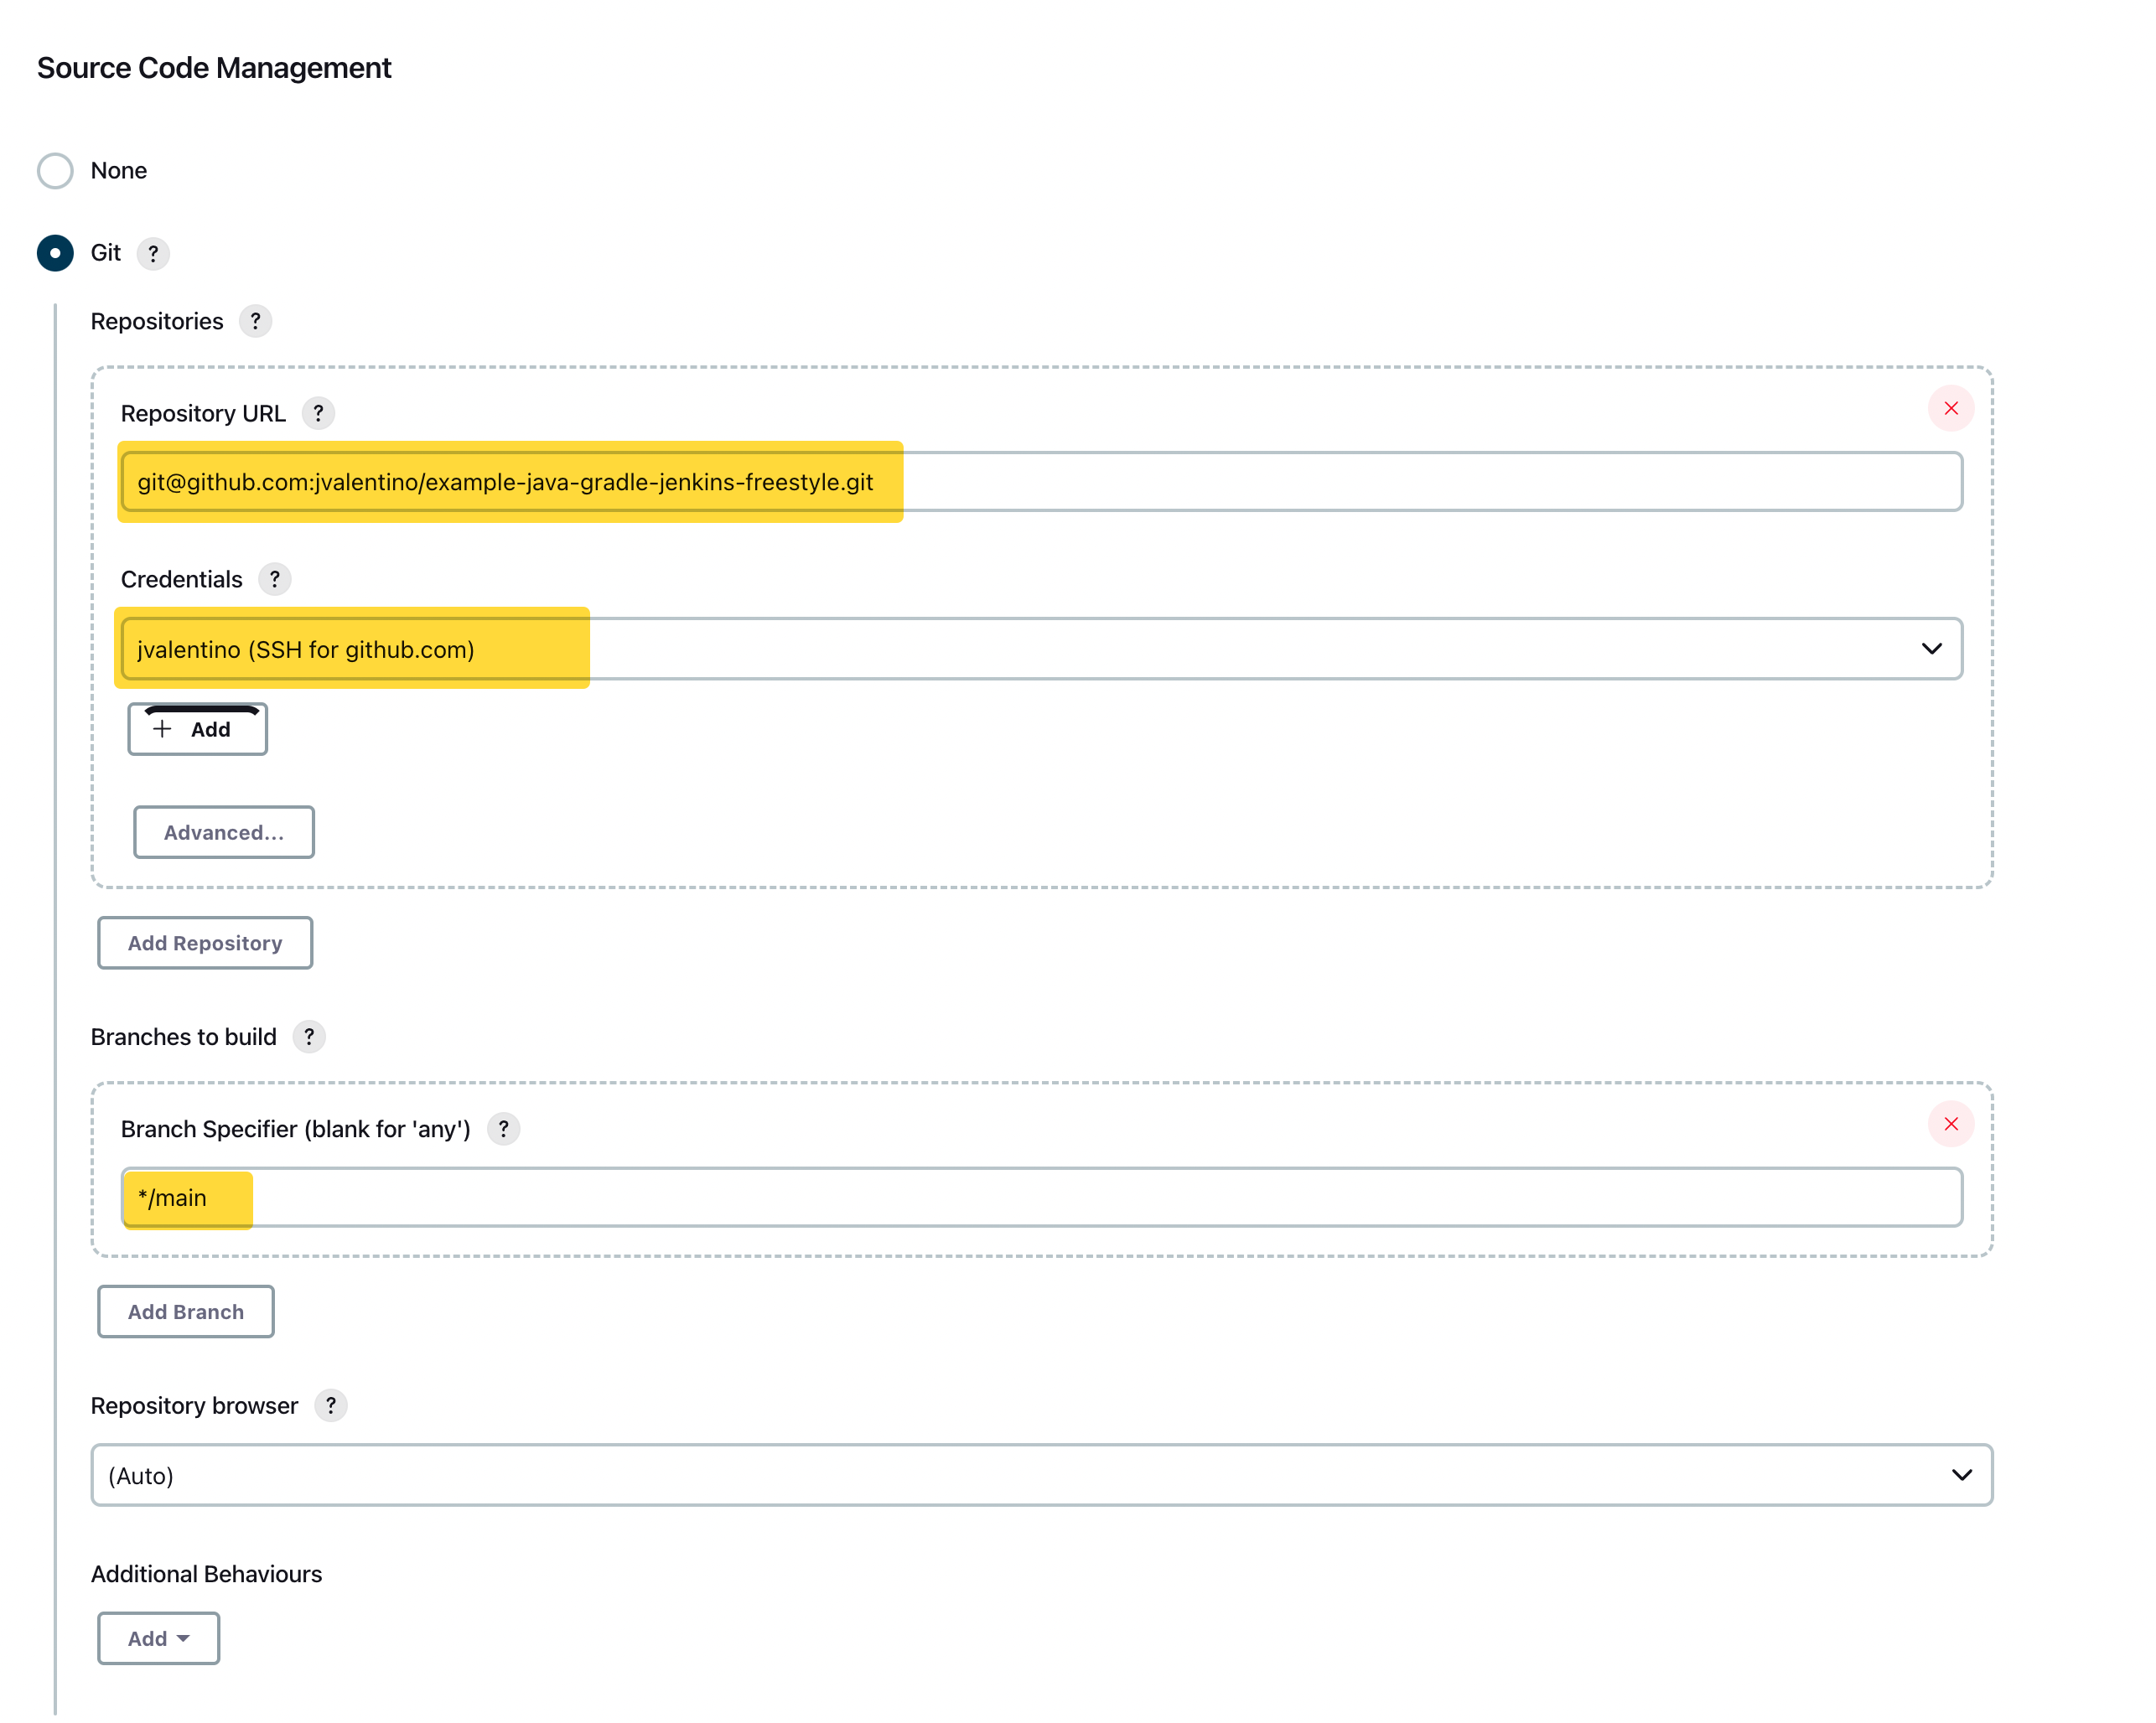 Source Code Management
None
Git ?
Repositories ?
Repository URL ?
git@github.com:jvalentino/example-java-gradle-jenkins-freestyle.git
Credentials ?
jvalentino (SSH for github.com)
+ Add
Advanced...
Add Repository
Branches to build ?
Branch Specifier (blank for 'any') ?
*/main
Add Branch
Repository browser ?
(Auto)
Additional Behaviours
Add